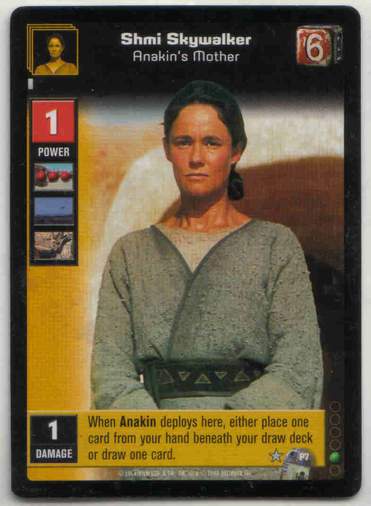 Shmi Skywalker
Anakin's Mother
6
1
POWER
1
DAMAGE
When Anakin deploys here, either place one
card from your hand beneath your draw deck
or draw one card.